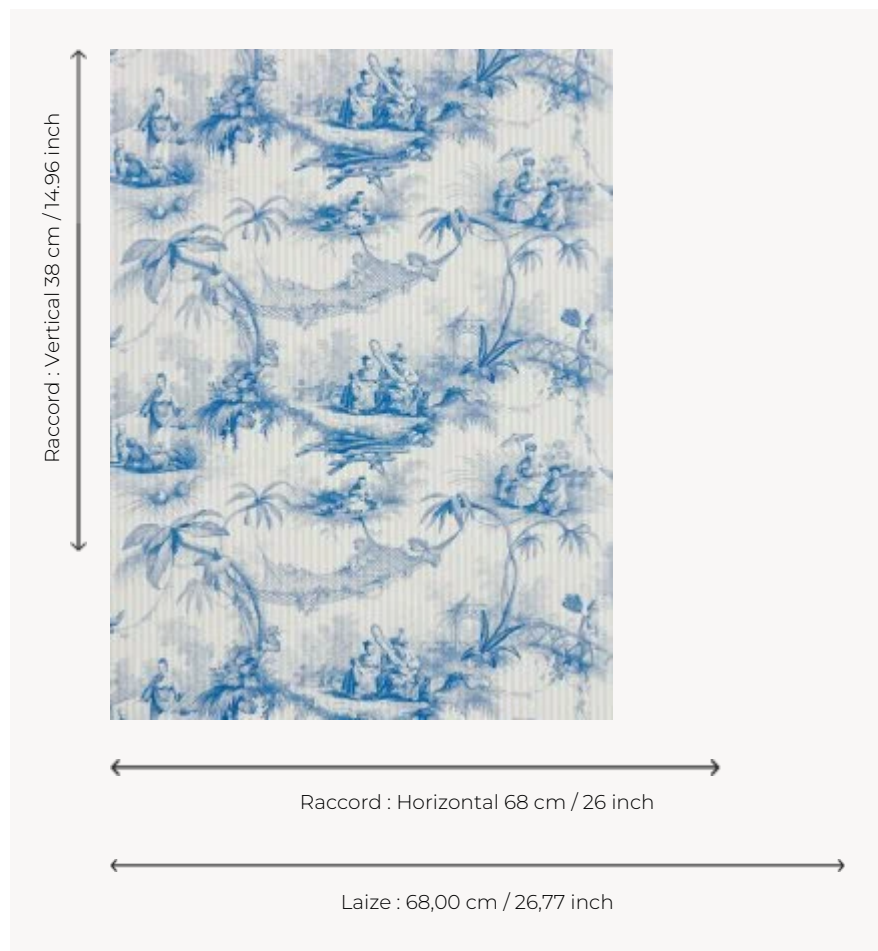 Raccord : Vertical 38 cm / 14.96 inch
Raccord : Horizontal 68 cm / 26 inch
Laize : 68,00 cm / 26,77 inch